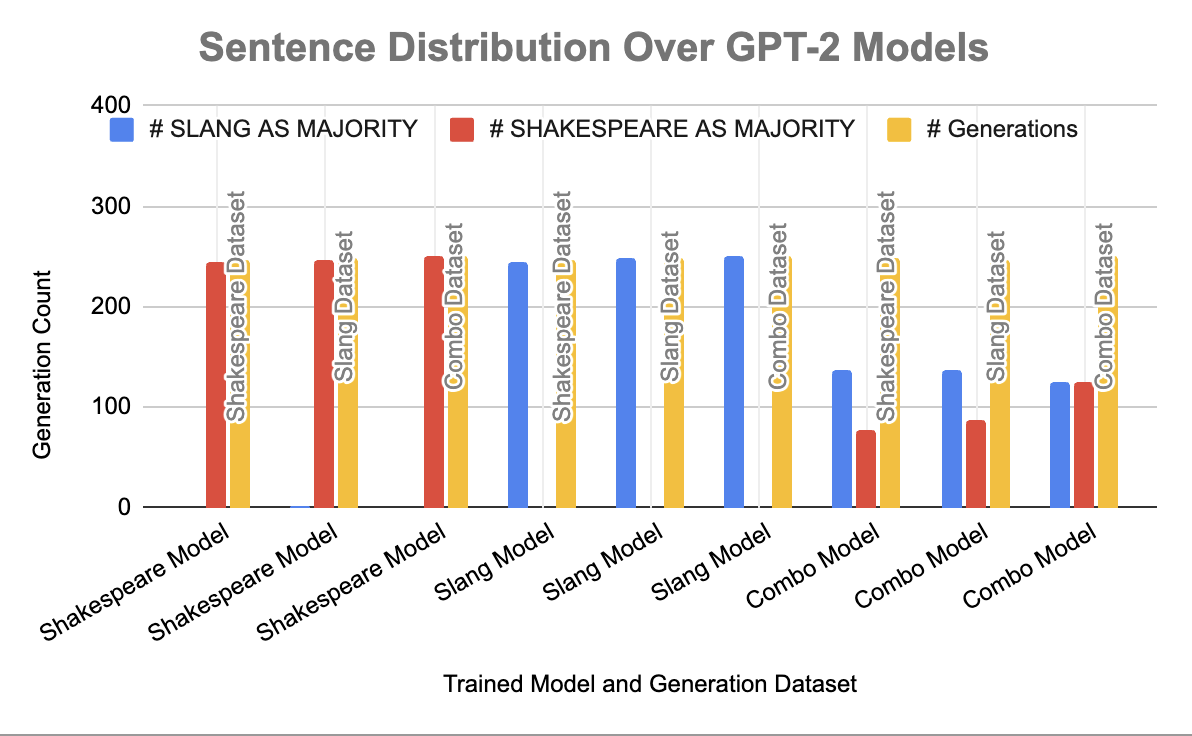 Sentence Distribution Over GPT-2 Models
# SLANG AS MAJORITY # SHAKESPEARE AS MAJORITY # Generations
Generation Count
400
300
200
100
0
Shakespeare Dataset
Slang Dataset
Combo Dataset
Shakespeare Dataset
Slang Dataset
Combo Dataset
Shakespeare Dataset
Slang Dataset
Combo Dataset
Shakespeare Model
Shakespeare Model
Shakespeare Model
Slang Model
Slang Model
Slang Model
Combo Model
Combo Model
Combo Model
Trained Model and Generation Dataset